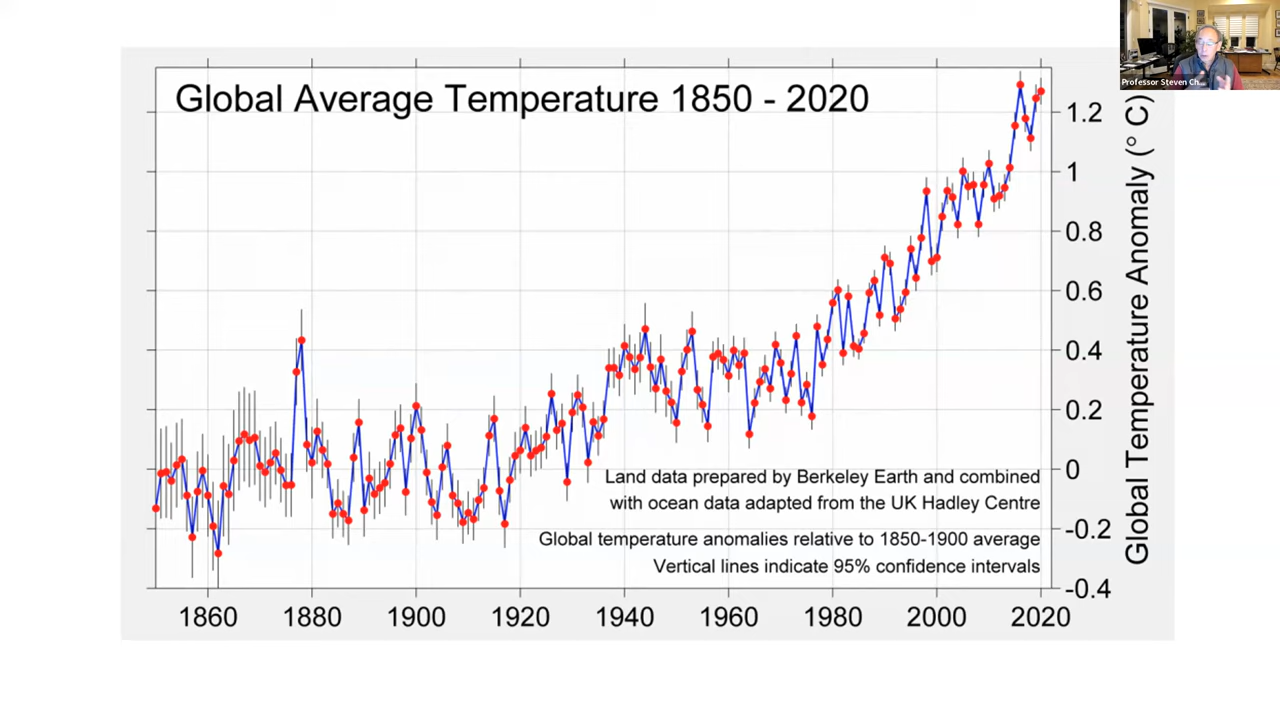 Professor Steven Ch
Global Average Temperature 1850 - 2020
1.2
1
0.8
0.6
0.4
0.2
0
-0.2
-0.4
Global Temperature Anomaly (° C)
Land data prepared by Berkeley Earth and combined
with ocean data adapted from the UK Hadley Centre
Global temperature anomalies relative to 1850-1900 average
Vertical lines indicate 95% confidence intervals
1860 1880 1900 1920 1940 1960 1980 2000 2020